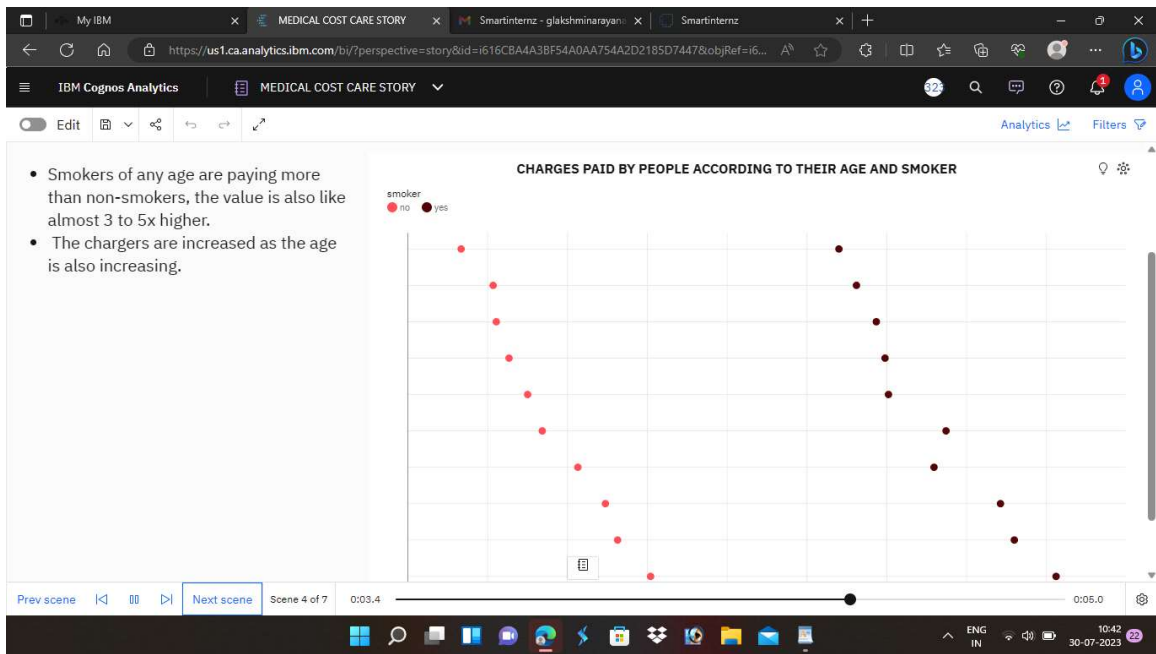 My IBM
MEDICAL COST CARE STORY
Smartinternz - glakshminarayan
Smartinternz
https://us1.ca.analytics.ibm.com/bi/?perspective=story&id=i616CBA4A3BF54A0AA754A2D2185D7447&objRef=i6...
IBM Cognos Analytics
MEDICAL COST CARE STORY
323
1
Edit
Analytics
Filters
• Smokers of any age are paying more
than non-smokers, the value is also like
almost 3 to 5x higher.
• The chargers are increased as the age
is also increasing.
CHARGES PAID BY PEOPLE ACCORDING TO THEIR AGE AND SMOKER
smoker
no yes
Prev scene
Next scene
Scene 4 of 7
0:03.4
0:05.0
ENG
IN
10:42
30-07-2023
22